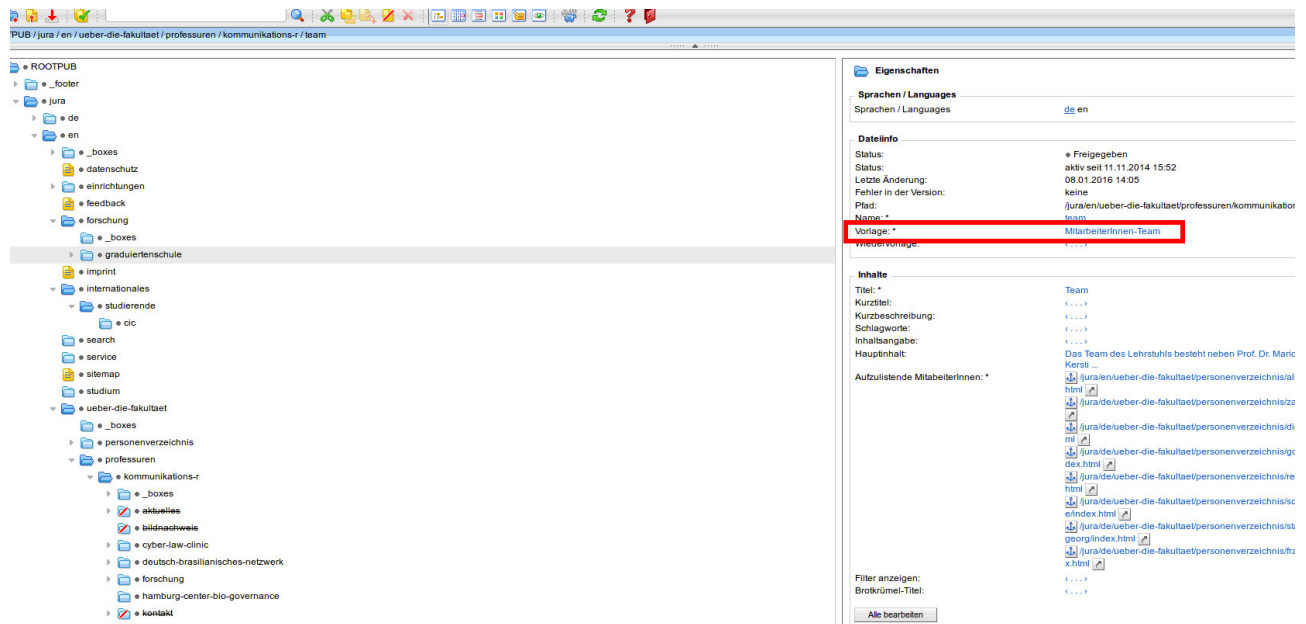 PUB / jura / en / ueber-die-fakultaet / professuren / kommunikations-r / team
ROOTPUB
_footer
jura
de
en
_boxes
datenschutz
einrichtungen
feedback
forschung
_boxes
graduiertenschule
imprint
internationales
studierende
cic
search
service
sitemap
studium
ueber-die-fakultaet
_boxes
personenverzeichnis
professuren
kommunikations-r
_boxes
aktuelles
bildnachweis
cyber-law-clinic
deutsch-brasilianisches-netzwerk
forschung
hamburg-center-bio-governance
kontakt
Eigenschaften
Sprachen / Languages
Sprachen / Languages de en
Dateiinfo
Status: Freigegeben
Status: aktiv seit 11.11.2014 15:52
Letzte Änderung: 08.01.2016 14:05
Fehler in der Version: keine
Pfad: /jura/en/ueber-die-fakultaet/professuren/kommunikation
Name: * team
Vorlage: * MitarbeiterInnen-Team
Wiedervorlage: ‹ . . . ›
Inhalte
Titel: * Team
Kurztitel: ‹ . . . ›
Kurzbeschreibung: ‹ . . . ›
Schlagworte: ‹ . . . ›
Inhaltsangabe: ‹ . . . ›
Hauptinhalt: Das Team des Lehrstuhls besteht neben Prof. Dr. Mario
Kersti ...
Aufzulistende MitabeiterInnen: * /jura/en/ueber-die-fakultaet/personenverzeichnis/al
html
/jura/de/ueber-die-fakultaet/personenverzeichnis/za
/jura/de/ueber-die-fakultaet/personenverzeichnis/di
ml
/jura/de/ueber-die-fakultaet/personenverzeichnis/go
dex.html
/jura/de/ueber-die-fakultaet/personenverzeichnis/re
html
/jura/de/ueber-die-fakultaet/personenverzeichnis/sc
e/index.html
/jura/de/ueber-die-fakultaet/personenverzeichnis/sta
georg/index.html
/jura/de/ueber-die-fakultaet/personenverzeichnis/fra
x.html
Filter anzeigen: ‹ . . . ›
Brotkrümel-Titel: ‹ . . . ›
Alle bearbeiten